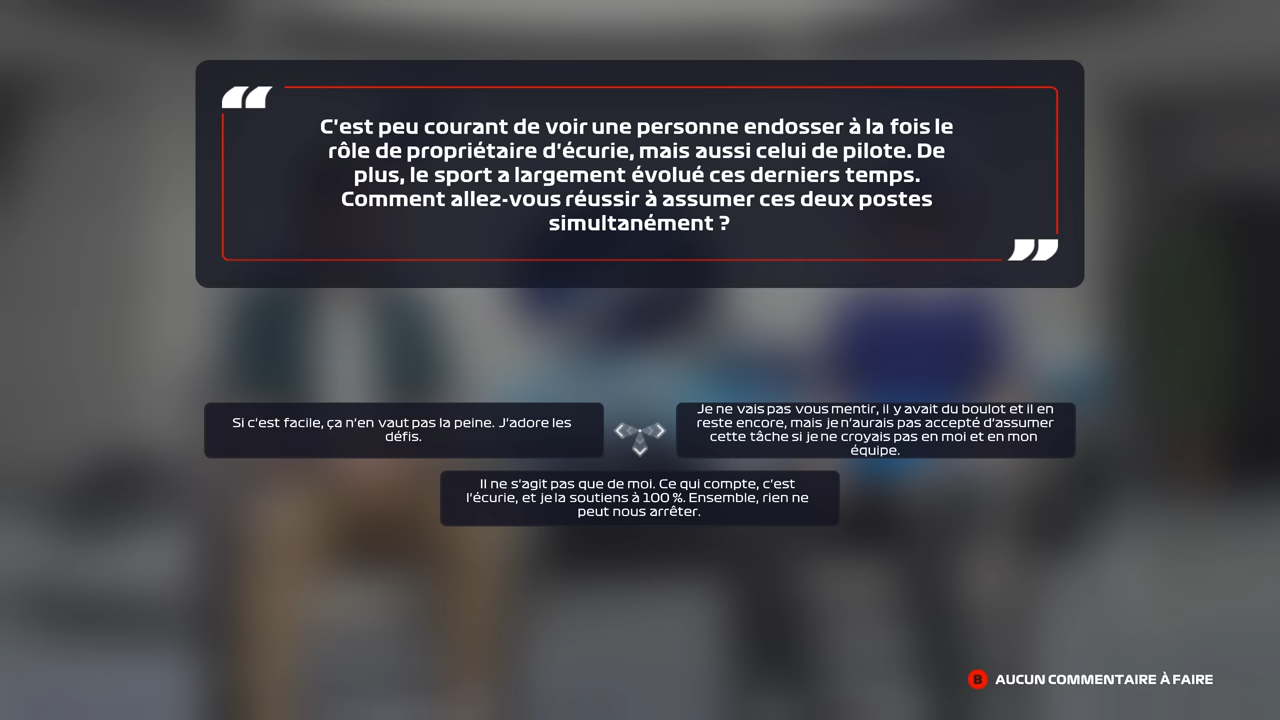 C'est peu courant de voir une personne endosser à la fois le
rôle de propriétaire d'écurie, mais aussi celui de pilote. De
plus, le sport a largement évolué ces derniers temps.
Comment allez-vous réussir à assumer ces deux postes
simultanément ?
Si c'est facile, ça n'en vaut pas la peine. J'adore les
défis.
Je ne vais pas vous mentir, il y avait du boulot et il en
reste encore, mais je n'aurais pas accepté d'assumer
cette tâche si je ne croyais pas en moi et en mon
équipe.
Il ne s'agit pas que de moi. Ce qui compte, c'est
l'écurie, et je la soutiens à 100 %. Ensemble, rien ne
peut nous arrêter.
B AUCUN COMMENTAIRE À FAIRE